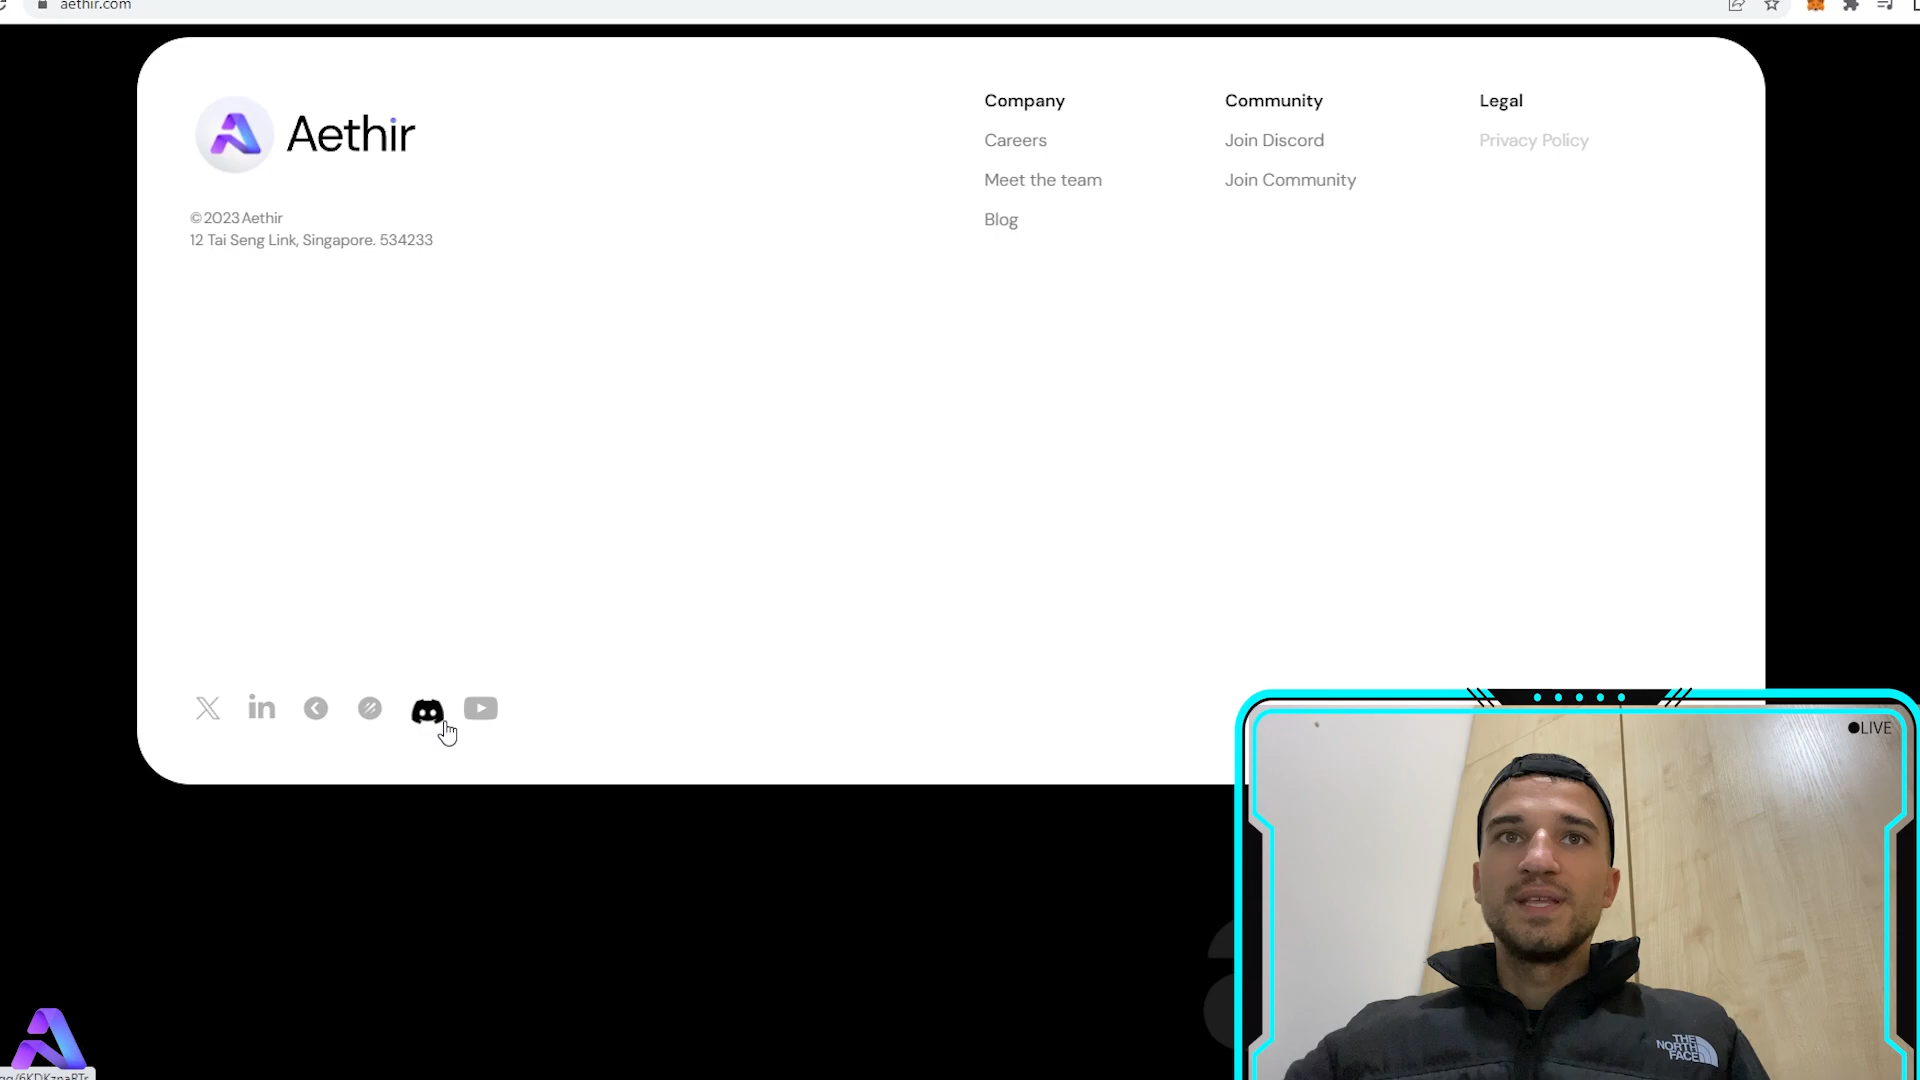 aethir.com
Aethir
©2023 Aethir
12 Tai Seng Link, Singapore. 534233
Company
Careers
Meet the team
Blog
Community
Join Discord
Join Community
Legal
Privacy Policy
LIVE
THE
NORTH
FACE